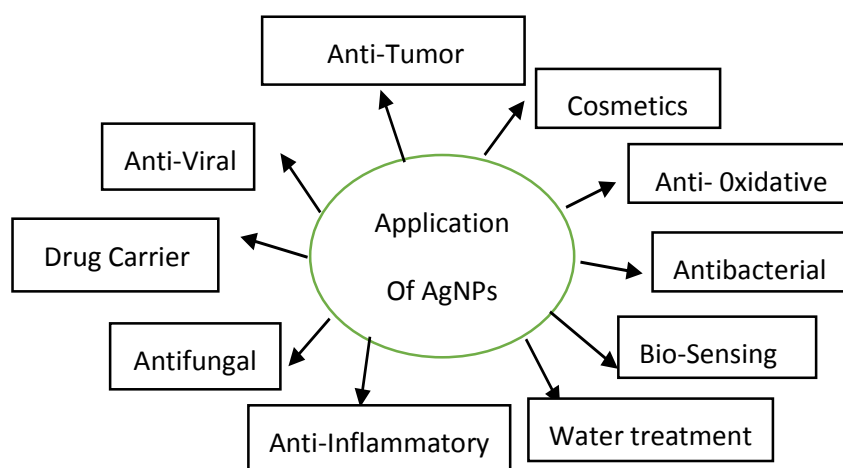 Anti-Tumor
Cosmetics
Anti-Viral
Anti- 0xidative
Application
Of AgNPs
Drug Carrier
Antibacterial
Antifungal
Bio-Sensing
Anti-Inflammatory
Water treatment